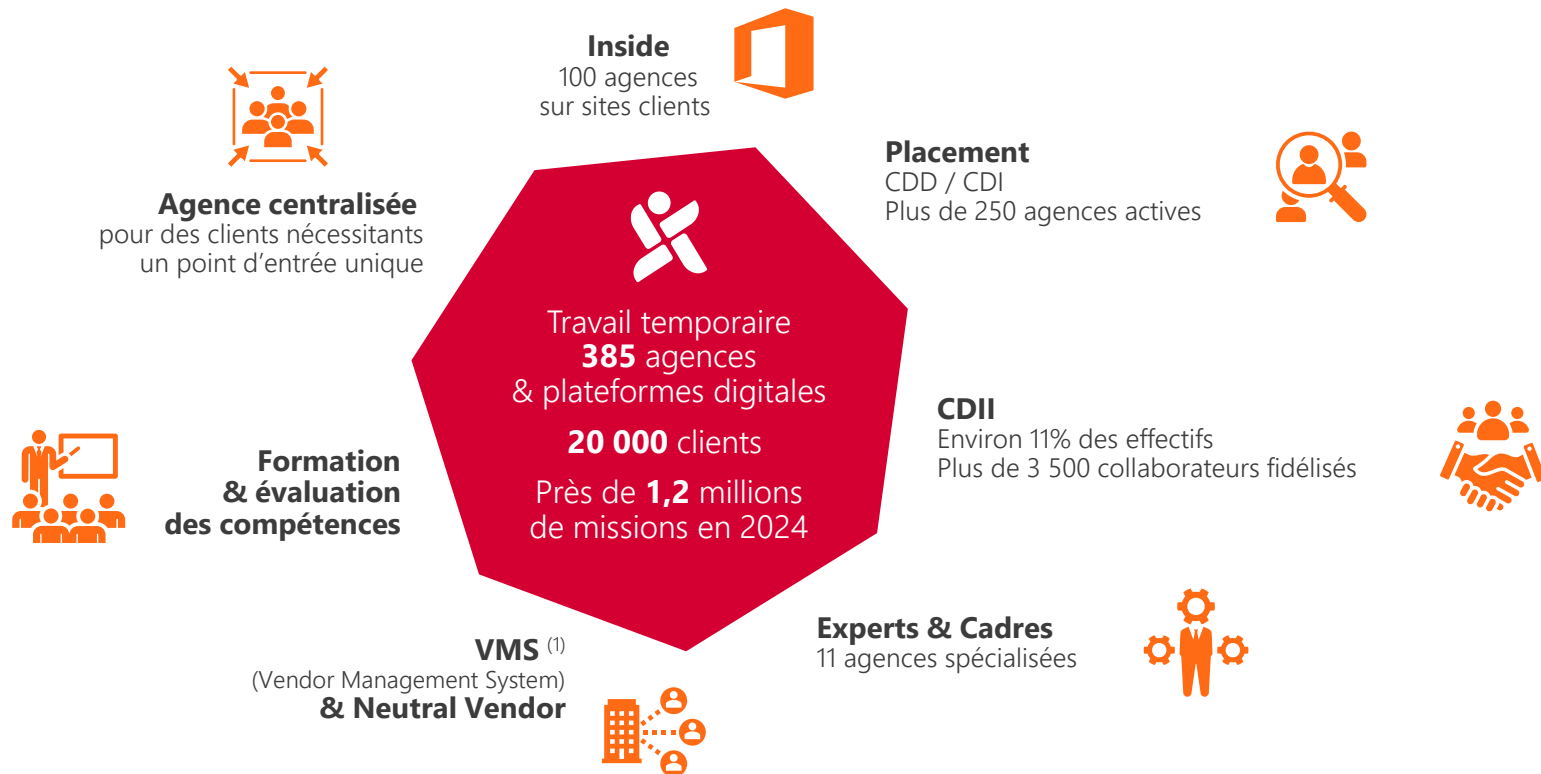 Inside
100 agences
sur sites clients
Agence centralisée
pour des clients nécessitants
un point d’entrée unique
Placement
CDD / CDI
Plus de 250 agences actives
Travail temporaire
385 agences
& plateformes digitales
20 000 clients
Près de 1,2 millions
de missions en 2024
CDII
Environ 11% des effectifs
Plus de 3 500 collaborateurs fidélisés
Formation
& évaluation
des compétences
Experts & Cadres
11 agences spécialisées
VMS (1)
(Vendor Management System)
& Neutral Vendor